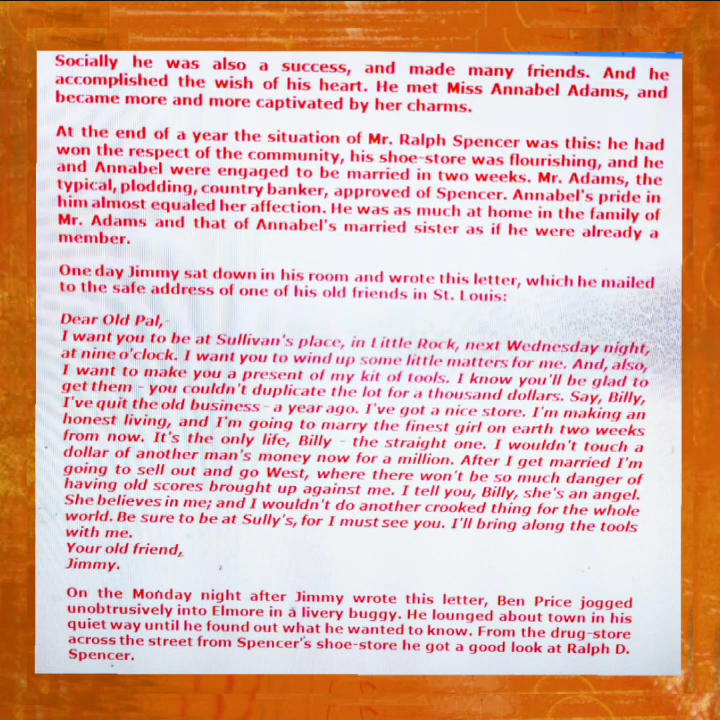 Socially he was also a success, and made many friends. And he
accomplished the wish of his heart. He met Miss Annabel Adams, and
became more and more captivated by her charms.
At the end of a year the situation of Mr. Ralph Spencer was this: he had
won the respect of the community, his shoe-store was flourishing, and he
and Annabel were engaged to be married in two weeks. Mr. Adams, the
typical, plodding, country banker, approved of Spencer. Annabel's pride in
him almost equaled her affection. He was as much at home in the family of
Mr. Adams and that of Annabel's married sister as if he were already a
member.
One day Jimmy sat down in his room and wrote this letter, which he mailed
to the safe address of one of his old friends in St. Louis:
Dear Old Pal,
I want you to be at Sullivan's place, in Little Rock, next Wednesday night,
at nine o'clock. I want you to wind up some little matters for me. And, also,
I want to make you a present of my kit of tools. I know you'll be glad to
get them - you couldn't duplicate the lot for a thousand dollars. Say, Billy,
I've quit the old business - a year ago. I've got a nice store. I'm making an
honest living, and I'm going to marry the finest girl on earth two weeks
from now. It's the only life, Billy - the straight one. I wouldn't touch a
dollar of another man's money now for a million. After I get married I'm
going to sell out and go West, where there won't be so much danger of
having old scores brought up against me. I tell you, Billy, she's an angel.
She believes in me; and I wouldn't do another crooked thing for the whole
world. Be sure to be at Sully's, for I must see you. I'll bring along the tools
with me.
Your old friend,
Jimmy.
On the Monday night after Jimmy wrote this letter, Ben Price jogged
unobtrusively into Elmore in a livery buggy. He lounged about town in his
quiet way until he found out what he wanted to know. From the drug-store
across the street from Spencer's shoe-store he got a good look at Ralph D.
Spencer.